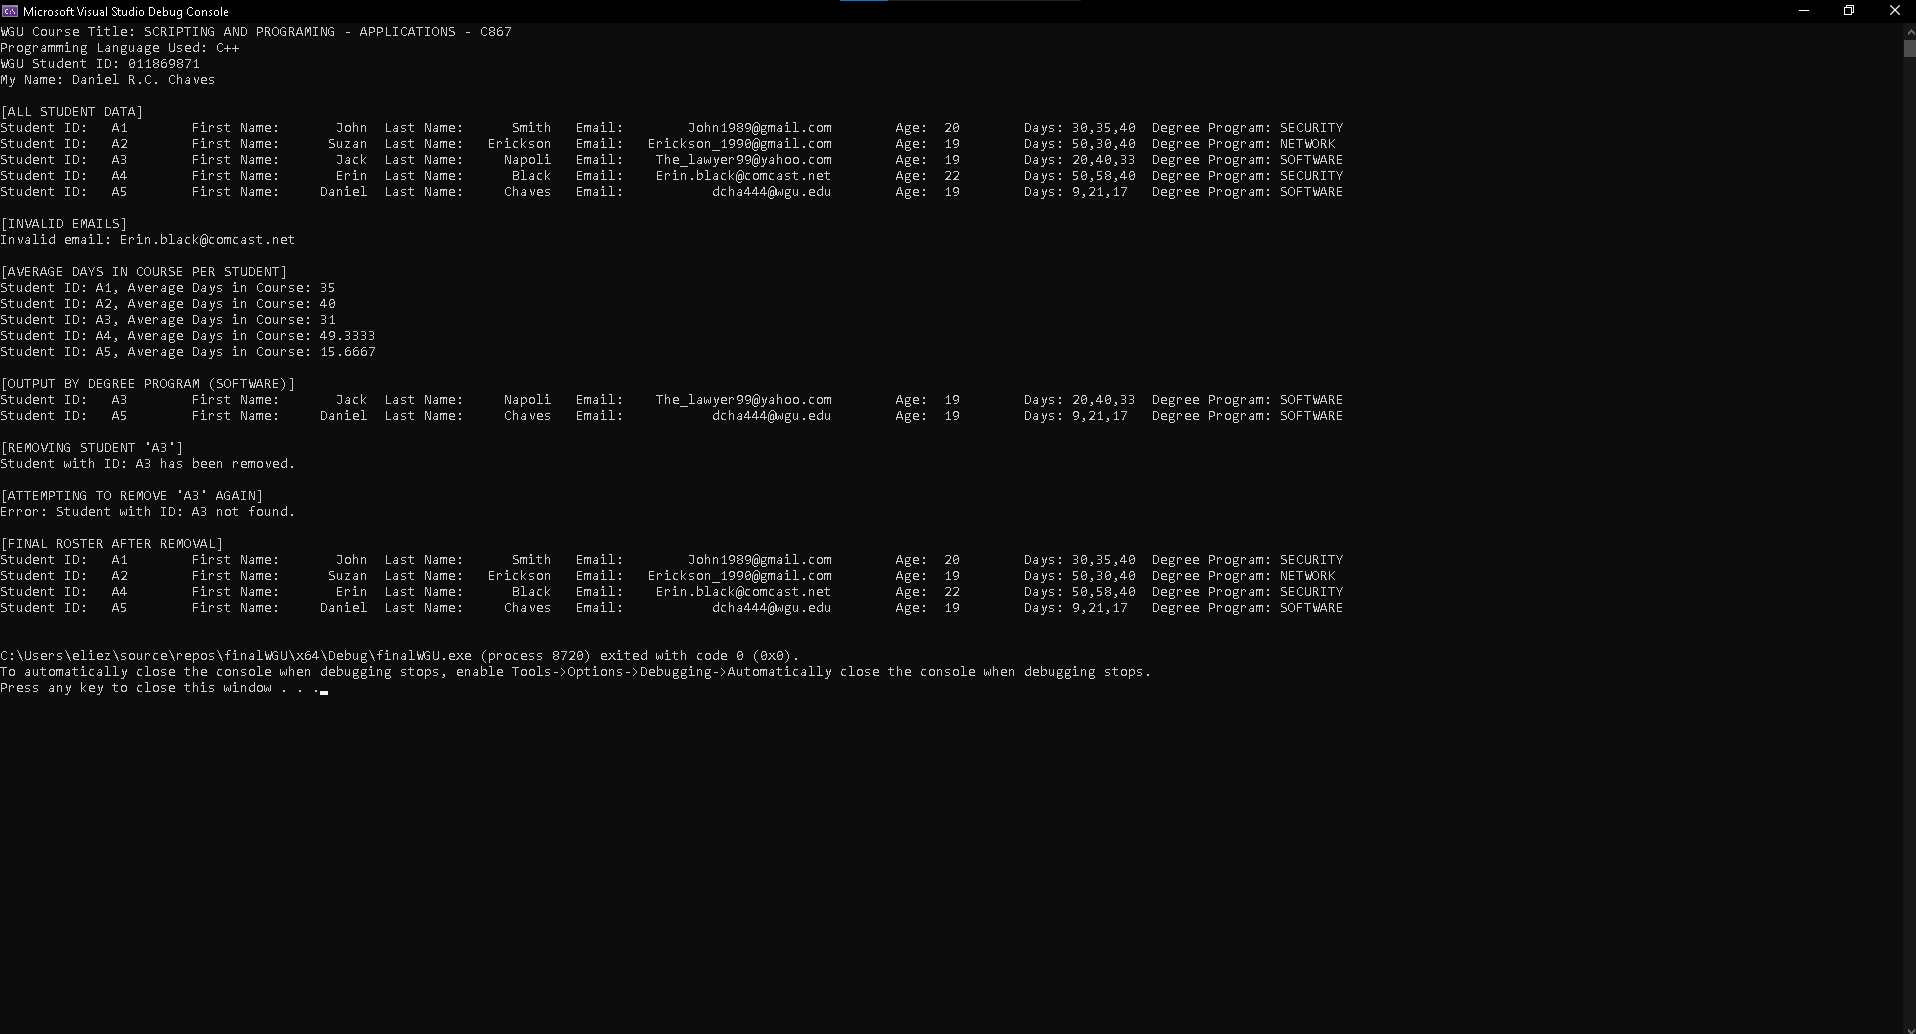 Microsoft Visual Studio Debug Console
WGU Course Title: SCRIPTING AND PROGRAMING - APPLICATIONS - C867
Programming Language Used: C++
WGU Student ID: 011869871
My Name: Daniel R.C. Chaves
[ALL STUDENT DATA]
Student ID: A1 First Name: John Last Name: Smith Email: John1989@gmail.com Age: 20 Days: 30,35,40 Degree Program: SECURITY
Student ID: A2 First Name: Suzan Last Name: Erickson Email: Erickson_1990@gmail.com Age: 19 Days: 50,30,40 Degree Program: NETWORK
Student ID: A3 First Name: Jack Last Name: Napoli Email: The_lawyer99@yahoo.com Age: 19 Days: 20,40,33 Degree Program: SOFTWARE
Student ID: A4 First Name: Erin Last Name: Black Email: Erin.black@comcast.net Age: 22 Days: 50,58,40 Degree Program: SECURITY
Student ID: A5 First Name: Daniel Last Name: Chaves Email: dcha444@wgu.edu Age: 19 Days: 9,21,17 Degree Program: SOFTWARE
[INVALID EMAILS]
Invalid email: Erin.black@comcast.net
[AVERAGE DAYS IN COURSE PER STUDENT]
Student ID: A1, Average Days in Course: 35
Student ID: A2, Average Days in Course: 40
Student ID: A3, Average Days in Course: 31
Student ID: A4, Average Days in Course: 49.3333
Student ID: A5, Average Days in Course: 15.6667
[OUTPUT BY DEGREE PROGRAM (SOFTWARE)]
Student ID: A3 First Name: Jack Last Name: Napoli Email: The_lawyer99@yahoo.com Age: 19 Days: 20,40,33 Degree Program: SOFTWARE
Student ID: A5 First Name: Daniel Last Name: Chaves Email: dcha444@wgu.edu Age: 19 Days: 9,21,17 Degree Program: SOFTWARE
[REMOVING STUDENT 'A3']
Student with ID: A3 has been removed.
[ATTEMPTING TO REMOVE 'A3' AGAIN]
Error: Student with ID: A3 not found.
[FINAL ROSTER AFTER REMOVAL]
Student ID: A1 First Name: John Last Name: Smith Email: John1989@gmail.com Age: 20 Days: 30,35,40 Degree Program: SECURITY
Student ID: A2 First Name: Suzan Last Name: Erickson Email: Erickson_1990@gmail.com Age: 19 Days: 50,30,40 Degree Program: NETWORK
Student ID: A4 First Name: Erin Last Name: Black Email: Erin.black@comcast.net Age: 22 Days: 50,58,40 Degree Program: SECURITY
Student ID: A5 First Name: Daniel Last Name: Chaves Email: dcha444@wgu.edu Age: 19 Days: 9,21,17 Degree Program: SOFTWARE
C:\Users\eliez\source\repos\finalWGU\x64\Debug\finalWGU.exe (process 8720) exited with code 0 (0x0).
To automatically close the console when debugging stops, enable Tools->Options->Debugging->Automatically close the console when debugging stops.
Press any key to close this window . . .